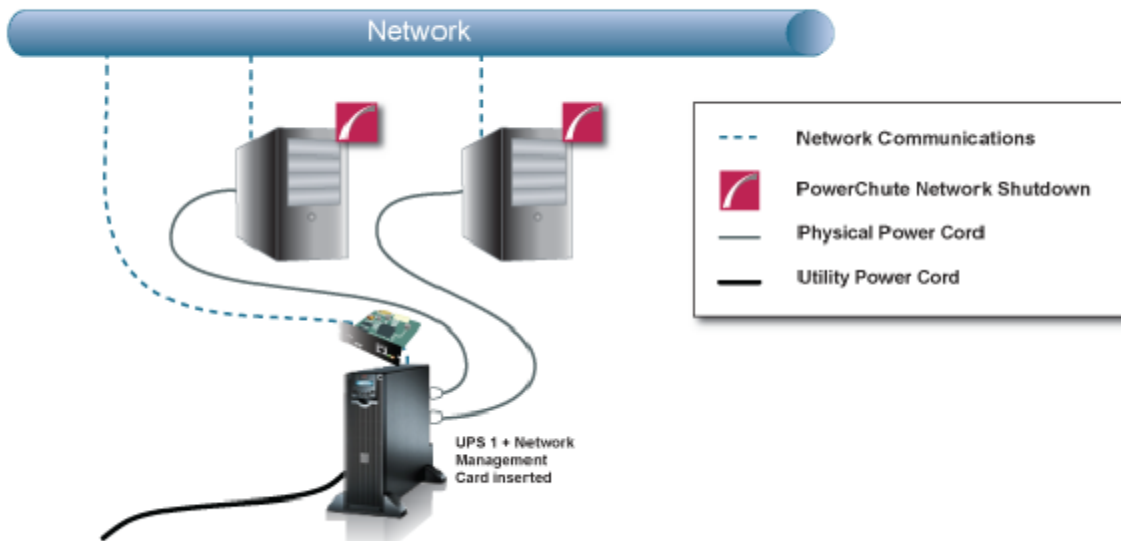 Network
Network Communications
PowerChute Network Shutdown
Physical Power Cord
Utility Power Cord
UPS 1 + Network
Management
Card inserted